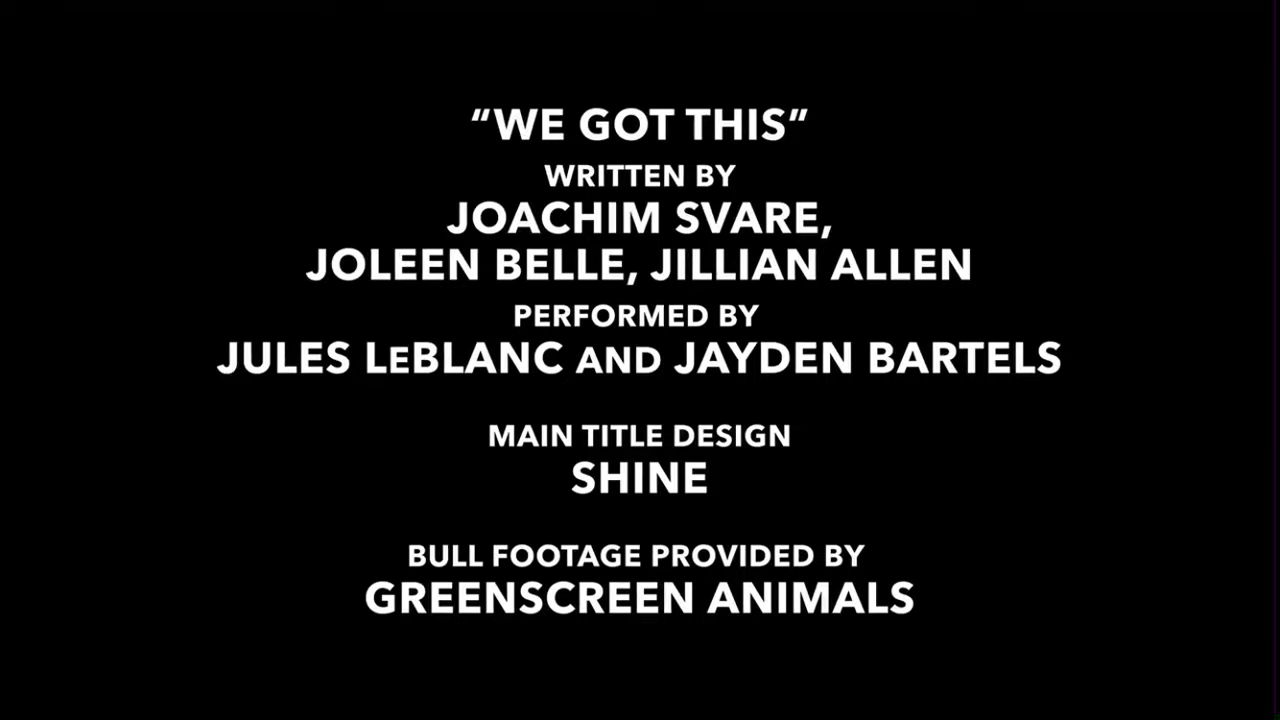 “WE GOT THIS”
WRITTEN BY
JOACHIM SVARE,
JOLEEN BELLE, JILLIAN ALLEN
PERFORMED BY
JULES LeBLANC AND JAYDEN BARTELS
MAIN TITLE DESIGN
SHINE
BULL FOOTAGE PROVIDED BY
GREENSCREEN ANIMALS